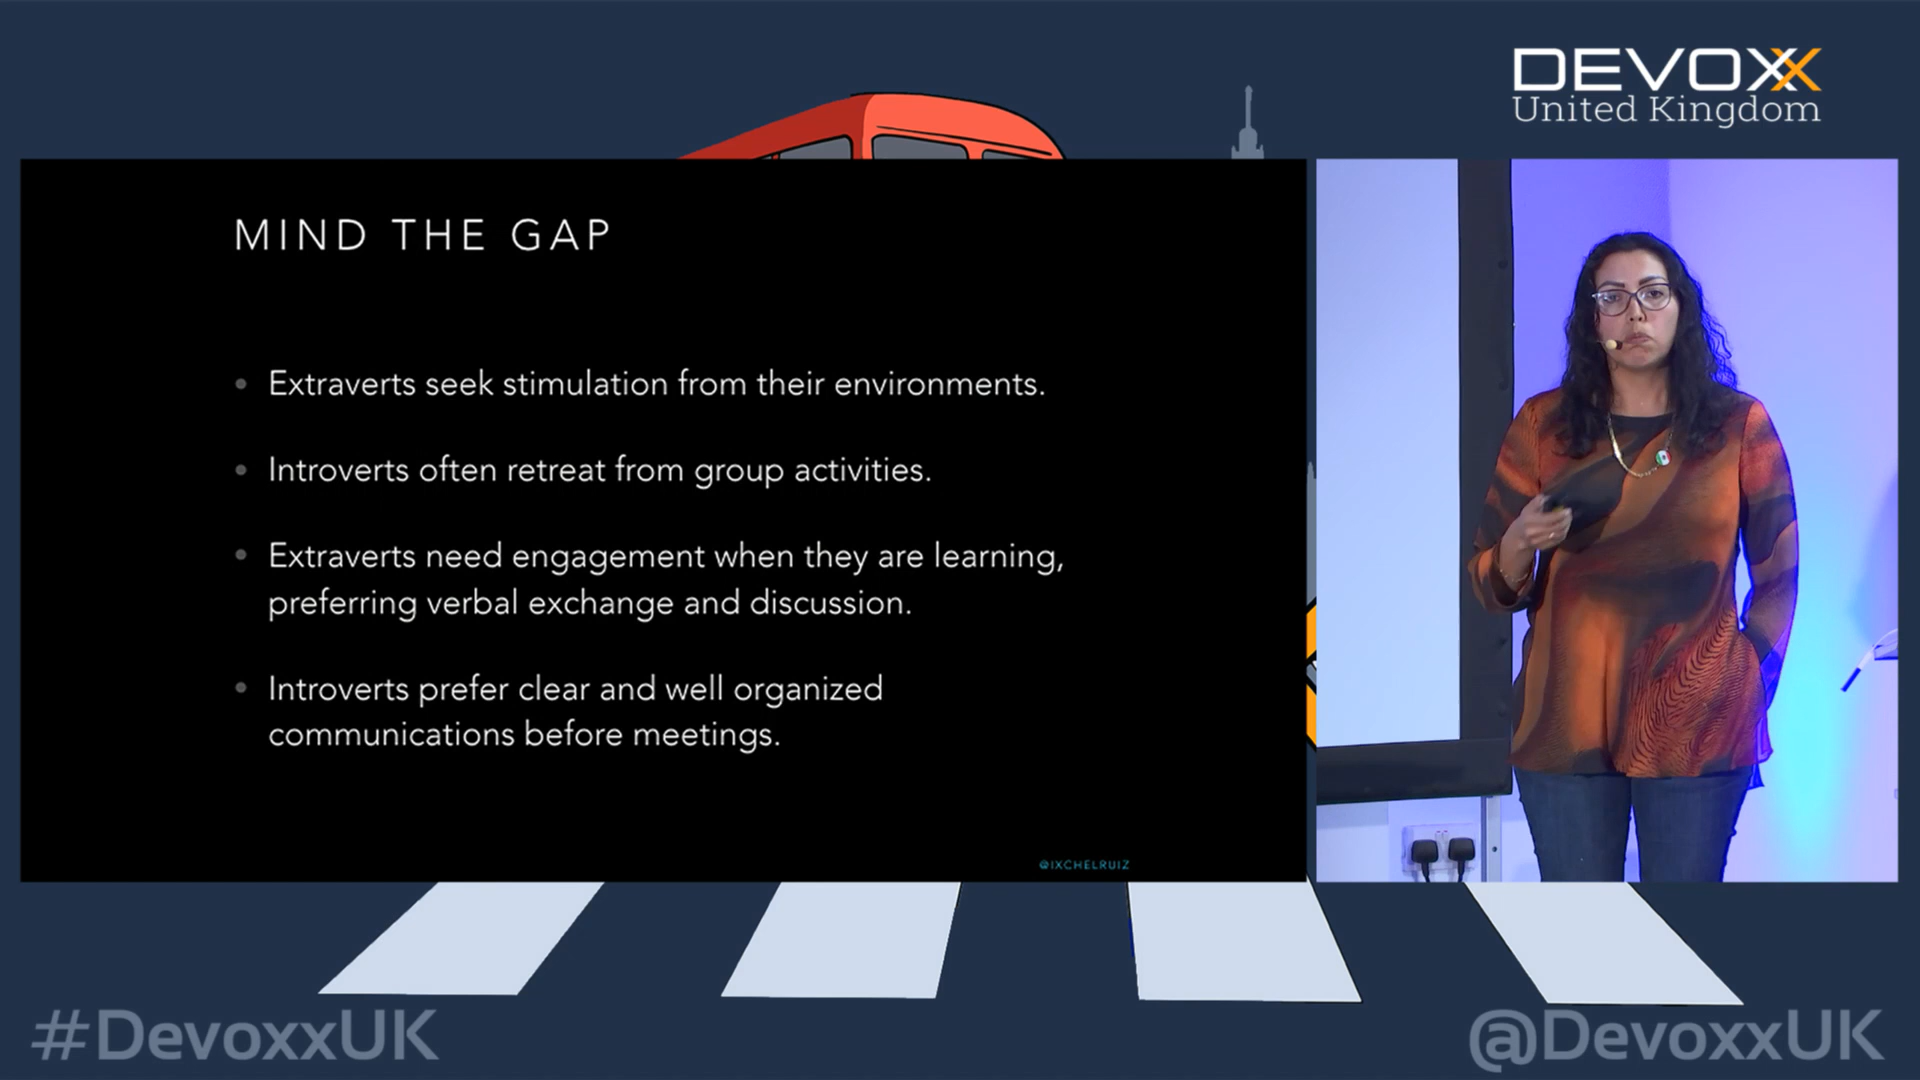 DEVOXX
United Kingdom
MIND THE GAP
• Extraverts seek stimulation from their environments.
• Introverts often retreat from group activities.
• Extraverts need engagement when they are learning,
preferring verbal exchange and discussion.
• Introverts prefer clear and well organized
communications before meetings.
@IXCHELRUIZ
#DevoxxUK
@DevoxxUK